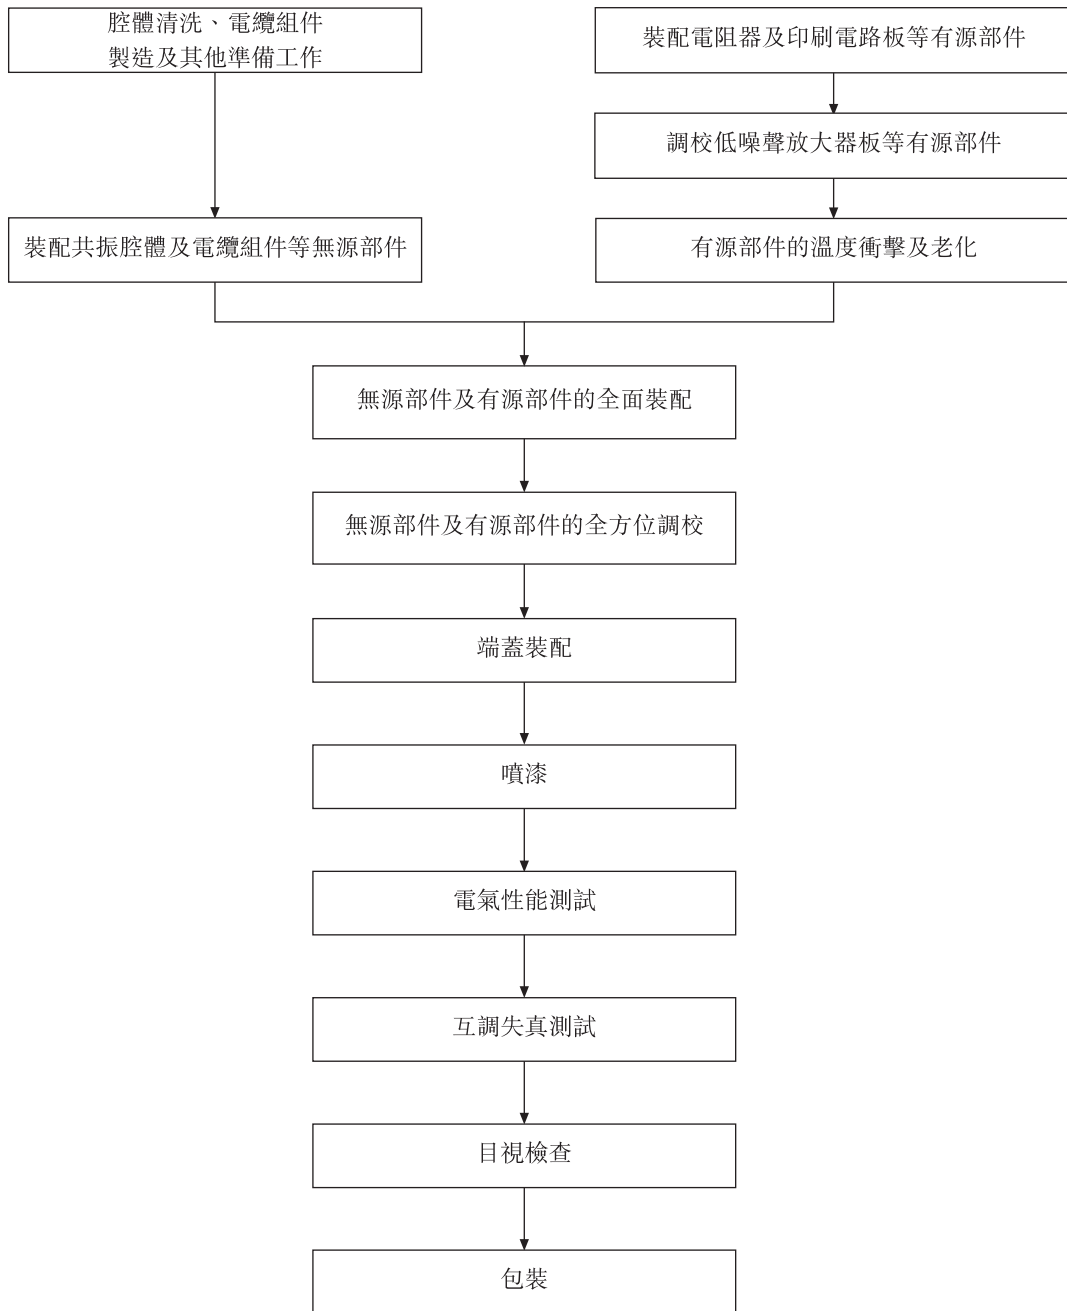 腔體清洗、電纜組件
製造及其他準備工作
裝配電阻器及印刷電路板等有源部件
調校低噪聲放大器板等有源部件
裝配共振腔體及電纜組件等無源部件
有源部件的溫度衝擊及老化
無源部件及有源部件的全面裝配
無源部件及有源部件的全方位調校
端蓋裝配
噴漆
電氣性能測試
互調失真測試
目視檢查
包裝